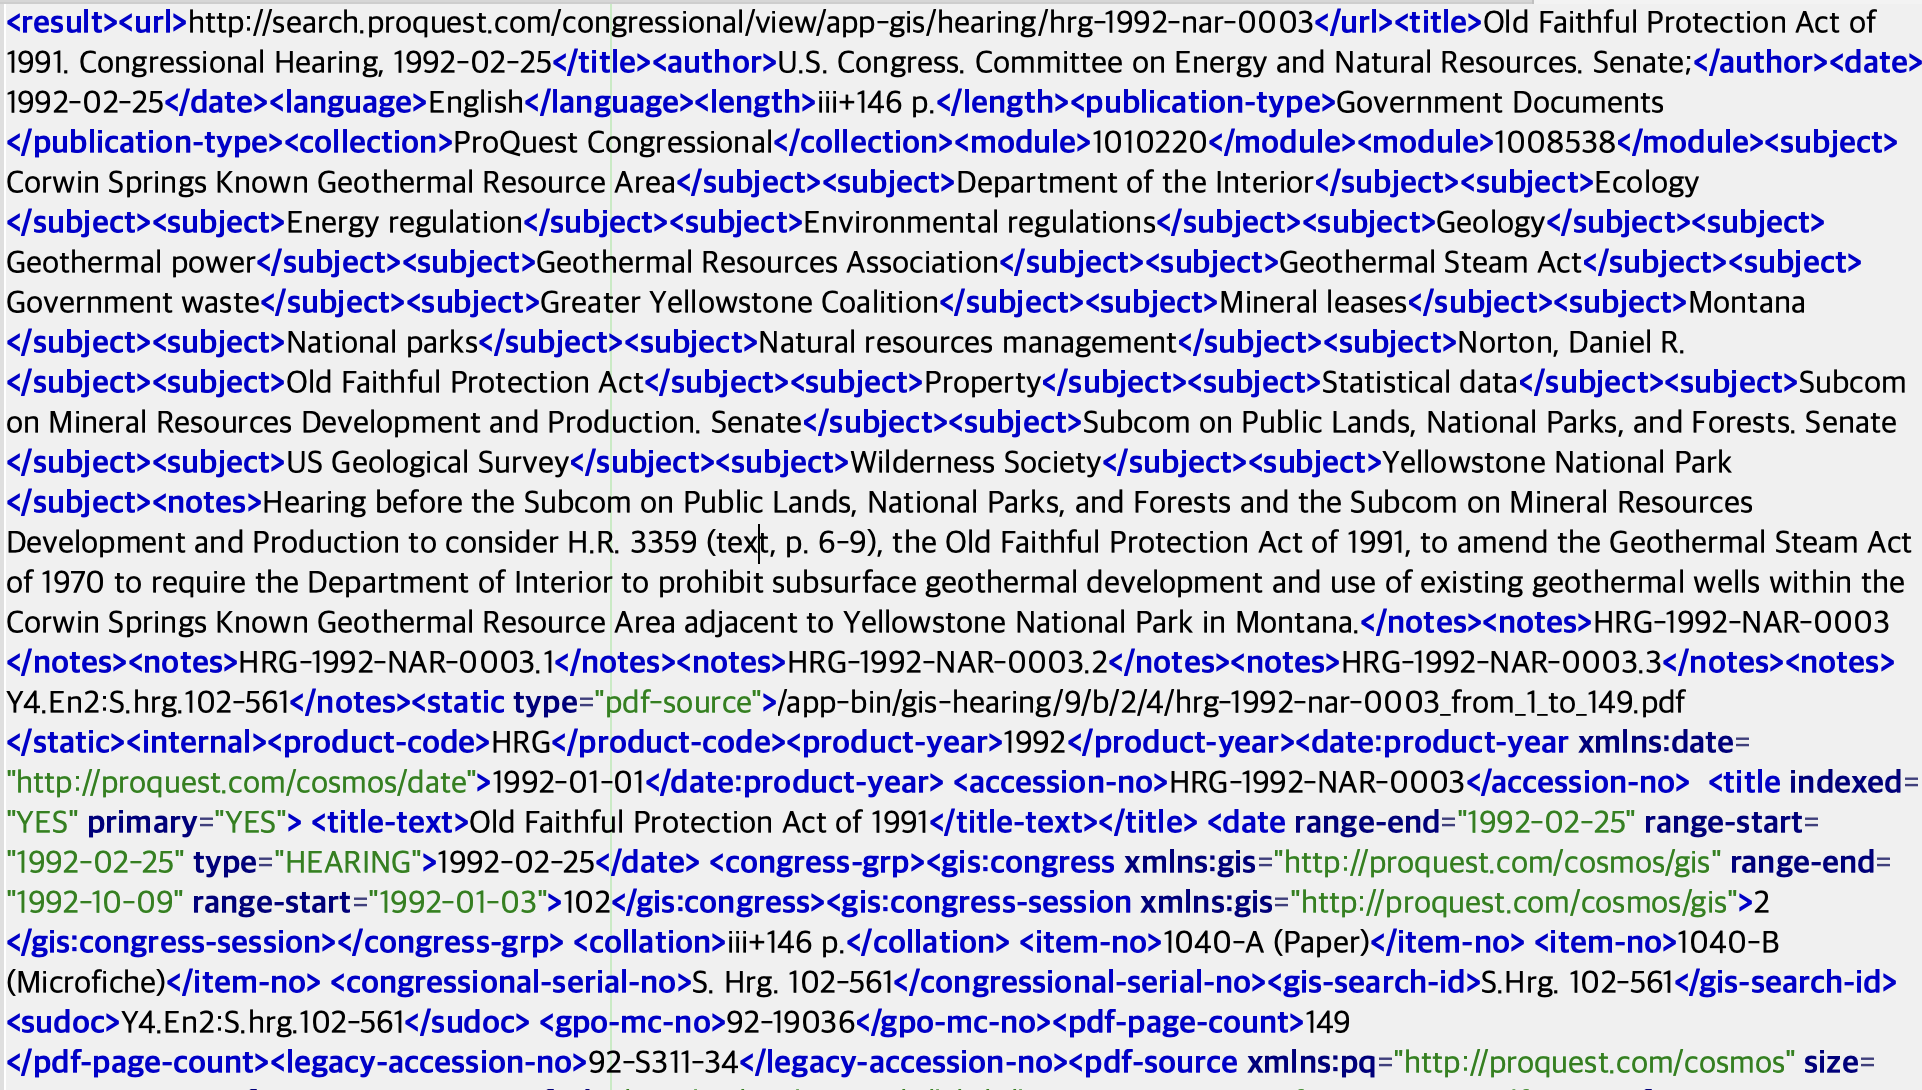 <result><url>http://search.proquest.com/congressional/view/app-gis/hearing/hrg-1992-nar-0003</url><title>Old Faithful Protection Act of
1991. Congressional Hearing, 1992-02-25</title><author>U.S. Congress. Committee on Energy and Natural Resources. Senate;</author><date>
1992-02-25</date><language>English</language><length>iii+146 p.</length><publication-type>Government Documents
</publication-type><collection>ProQuest Congressional</collection><module>1010220</module><module>1008538</module><subject>
Corwin Springs Known Geothermal Resource Area</subject><subject>Department of the Interior</subject><subject>Ecology
</subject><subject>Energy regulation</subject><subject>Environmental regulations</subject><subject>Geology</subject><subject>
Geothermal power</subject><subject>Geothermal Resources Association</subject><subject>Geothermal Steam Act</subject><subject>
Government waste</subject><subject>Greater Yellowstone Coalition</subject><subject>Mineral leases</subject><subject>Montana
</subject><subject>National parks</subject><subject>Natural resources management</subject><subject>Norton, Daniel R.
</subject><subject>Old Faithful Protection Act</subject><subject>Property</subject><subject>Statistical data</subject><subject>Subcom
on Mineral Resources Development and Production. Senate</subject><subject>Subcom on Public Lands, National Parks, and Forests. Senate
</subject><subject>US Geological Survey</subject><subject>Wilderness Society</subject><subject>Yellowstone National Park
</subject><notes>Hearing before the Subcom on Public Lands, National Parks, and Forests and the Subcom on Mineral Resources
Development and Production to consider H.R. 3359 (text, p. 6-9), the Old Faithful Protection Act of 1991, to amend the Geothermal Steam Act
of 1970 to require the Department of Interior to prohibit subsurface geothermal development and use of existing geothermal wells within the
Corwin Springs Known Geothermal Resource Area adjacent to Yellowstone National Park in Montana.</notes><notes>HRG-1992-NAR-0003
</notes><notes>HRG-1992-NAR-0003.1</notes><notes>HRG-1992-NAR-0003.2</notes><notes>HRG-1992-NAR-0003.3</notes><notes>
Y4.En2:S.hrg.102-561</notes><static type="pdf-source">/app-bin/gis-hearing/9/b/2/4/hrg-1992-nar-0003_from_1_to_149.pdf
</static><internal><product-code>HRG</product-code><product-year>1992</product-year><date:product-year xmlns:date=
"http://proquest.com/cosmos/date">1992-01-01</date:product-year> <accession-no>HRG-1992-NAR-0003</accession-no>  <title indexed=
"YES" primary="YES"> <title-text>Old Faithful Protection Act of 1991</title-text></title> <date range-end="1992-02-25" range-start=
"1992-02-25" type="HEARING">1992-02-25</date> <congress-grp><gis:congress xmlns:gis="http://proquest.com/cosmos/gis" range-end=
"1992-10-09" range-start="1992-01-03">102</gis:congress><gis:congress-session xmlns:gis="http://proquest.com/cosmos/gis">2
</gis:congress-session></congress-grp> <collation>iii+146 p.</collation> <item-no>1040-A (Paper)</item-no> <item-no>1040-B
(Microfiche)</item-no> <congressional-serial-no>S. Hrg. 102-561</congressional-serial-no><gis-search-id>S.Hrg. 102-561</gis-search-id>
<sudoc>Y4.En2:S.hrg.102-561</sudoc> <gpo-mc-no>92-19036</gpo-mc-no><pdf-page-count>149
</pdf-page-count><legacy-accession-no>92-S311-34</legacy-accession-no><pdf-source xmlns:pq="http://proquest.com/cosmos" size=